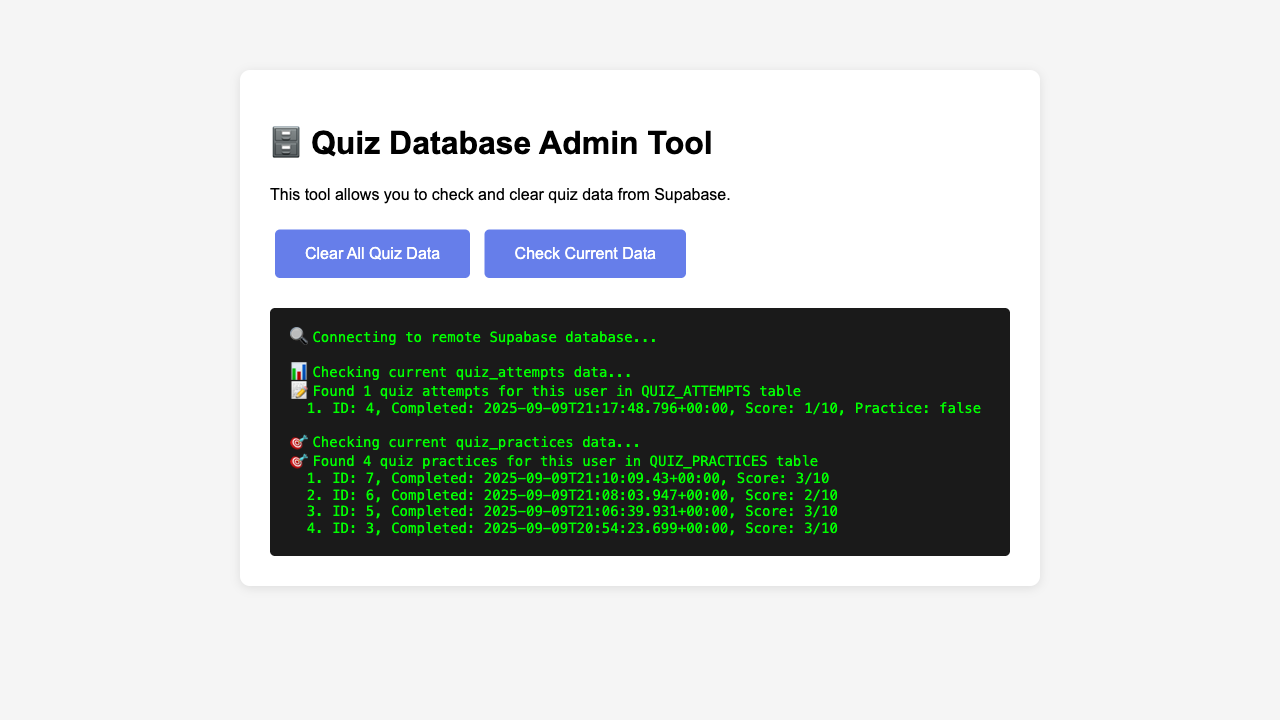 🗄️ Quiz Database Admin Tool
This tool allows you to check and clear quiz data from Supabase.
Clear All Quiz Data
Check Current Data
🔍 Connecting to remote Supabase database...
📊 Checking current quiz_attempts data...
📝 Found 1 quiz attempts for this user in QUIZ_ATTEMPTS table
1. ID: 4, Completed: 2025-09-09T21:17:48.796+00:00, Score: 1/10, Practice: false
🎯 Checking current quiz_practices data...
🎯 Found 4 quiz practices for this user in QUIZ_PRACTICES table
1. ID: 7, Completed: 2025-09-09T21:10:09.43+00:00, Score: 3/10
2. ID: 6, Completed: 2025-09-09T21:08:03.947+00:00, Score: 2/10
3. ID: 5, Completed: 2025-09-09T21:06:39.931+00:00, Score: 3/10
4. ID: 3, Completed: 2025-09-09T20:54:23.699+00:00, Score: 3/10